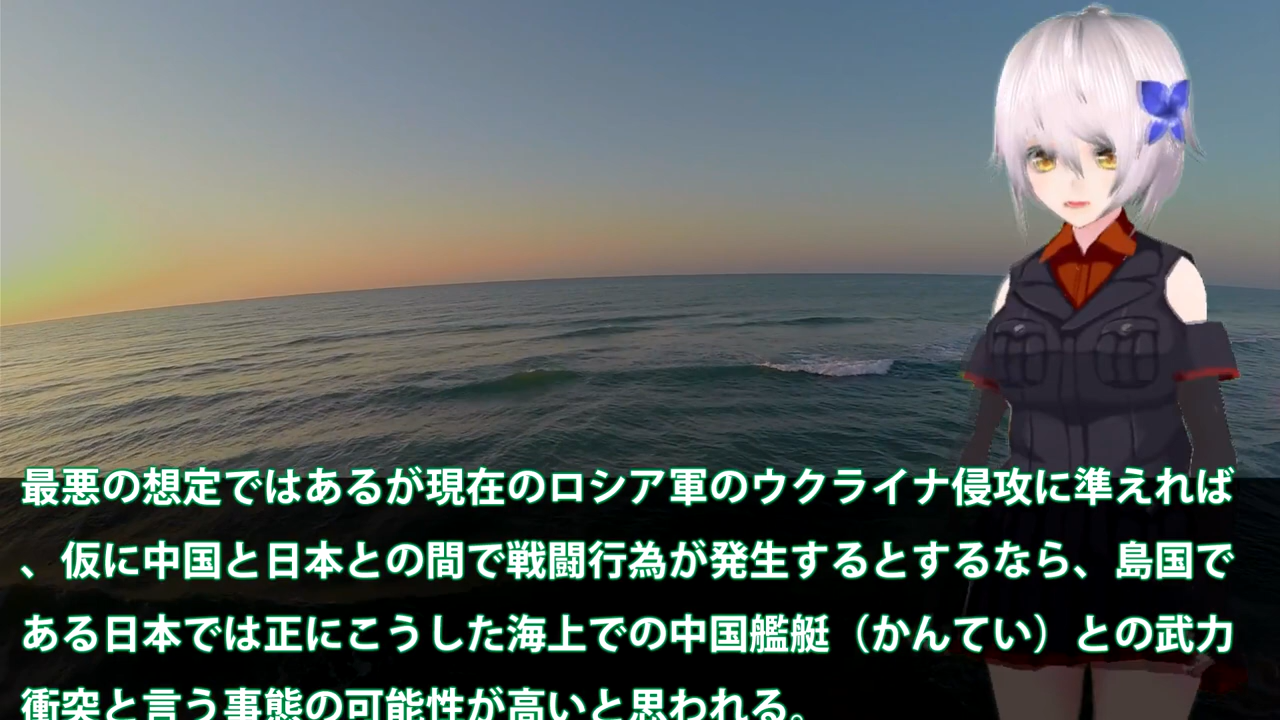 最悪の想定ではあるが現在のロシア軍のウクライナ侵攻に準えれば
、仮に中国と日本との間で戦闘行為が発生するとするなら、島国で
ある日本では正にこうした海上での中国艦艇（かんてい）との武力
衝突と言う事態の可能性が高いと思われる。